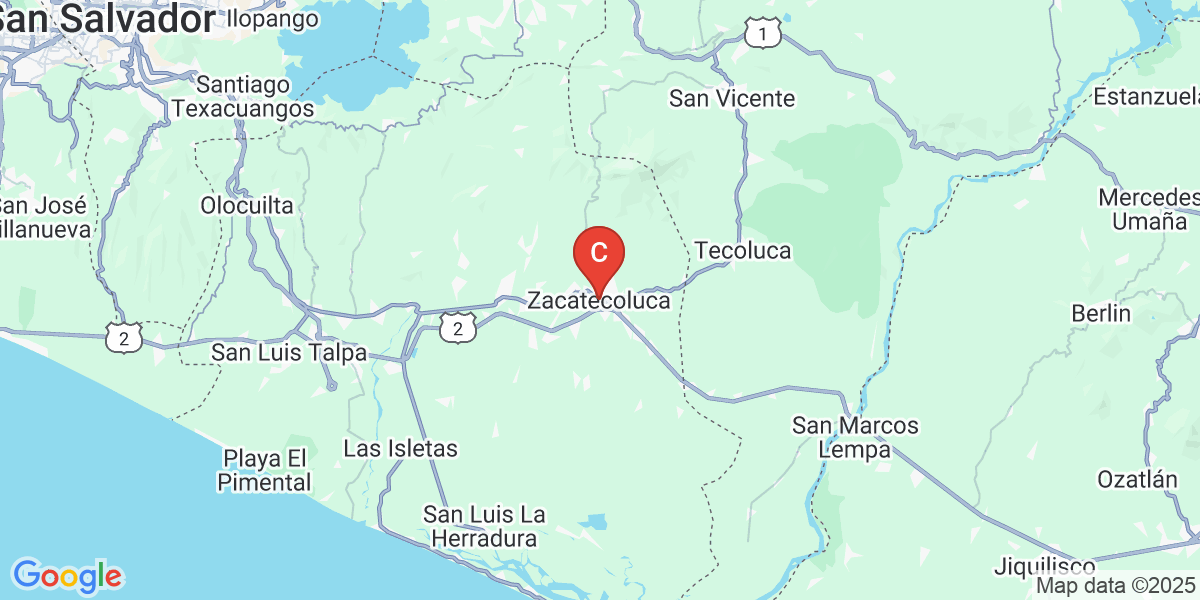 San Salvador
Ilopango
1
Santiago
Texacuangos
San Vicente
Estanzuela
San José
Villanueva
Olocuilta
Mercedes
Umaña
C
Tecoluca
Zacatecoluca
Berlin
2
2
San Luis Talpa
San Marcos
Lempa
Las Isletas
Playa El
Pimental
Ozatlán
San Luis La
Herradura
Jiquilisco
Google
Map data ©2025